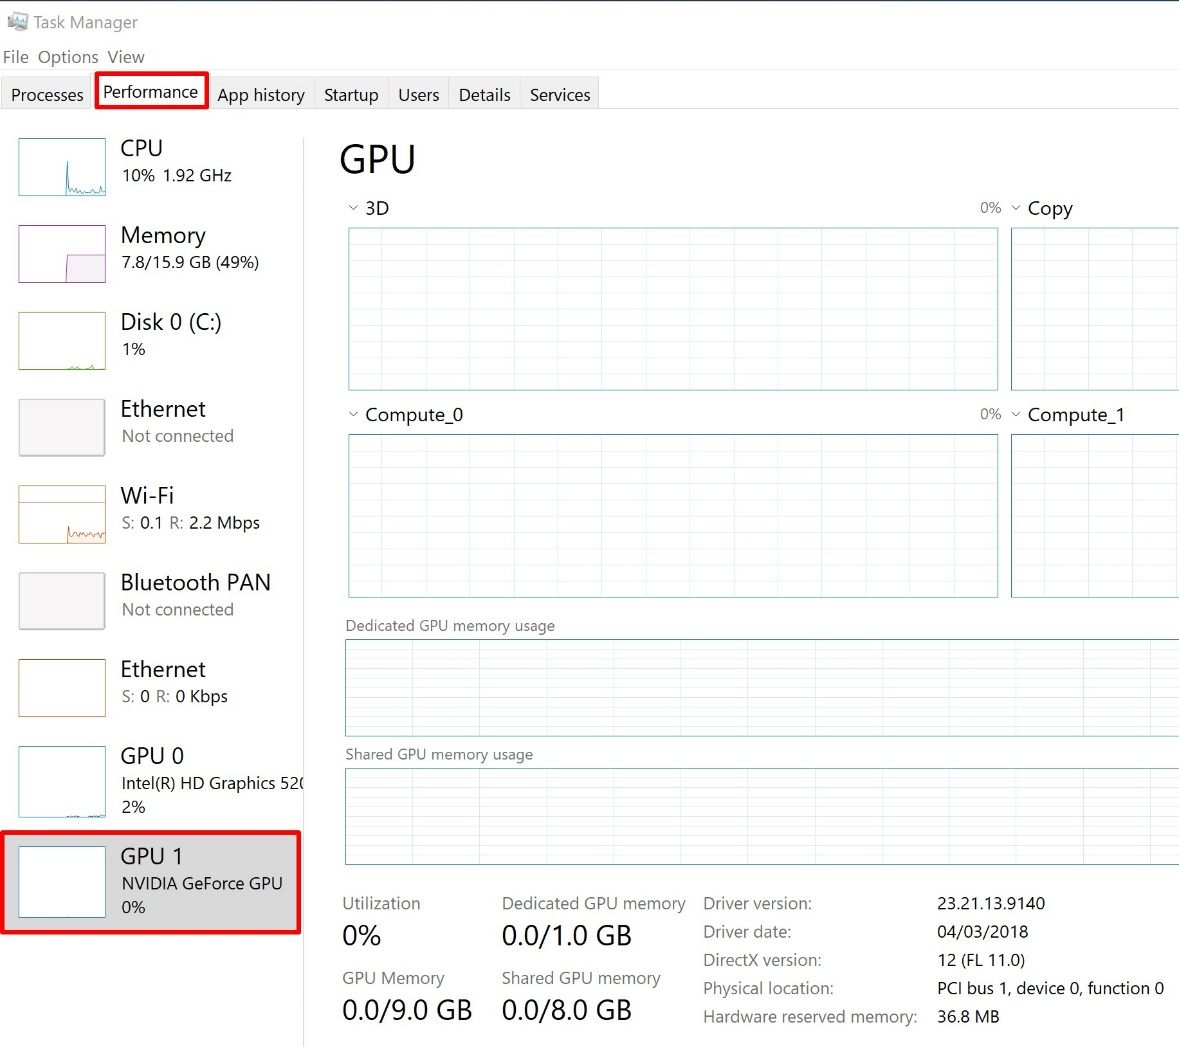 Task Manager
File Options View
Processes Performance App history Startup Users Details Services
CPU
10% 1.92 GHz
Memory
7.8/15.9 GB (49%)
Disk 0 (C:)
1%
Ethernet
Not connected
Wi-Fi
S: 0.1 R: 2.2 Mbps
Bluetooth PAN
Not connected
Ethernet
S: 0 R: 0 Kbps
GPU 0
Intel(R) HD Graphics 520
2%
GPU 1
NVIDIA GeForce GPU
0%
GPU
3D 0% Copy
Compute_0 0% Compute_1
Dedicated GPU memory usage
Shared GPU memory usage
Utilization
0%
Dedicated GPU memory
0.0/1.0 GB
GPU Memory
0.0/9.0 GB
Shared GPU memory
0.0/8.0 GB
Driver version: 23.21.13.9140
Driver date: 04/03/2018
DirectX version: 12 (FL 11.0)
Physical location: PCI bus 1, device 0, function 0
Hardware reserved memory: 36.8 MB